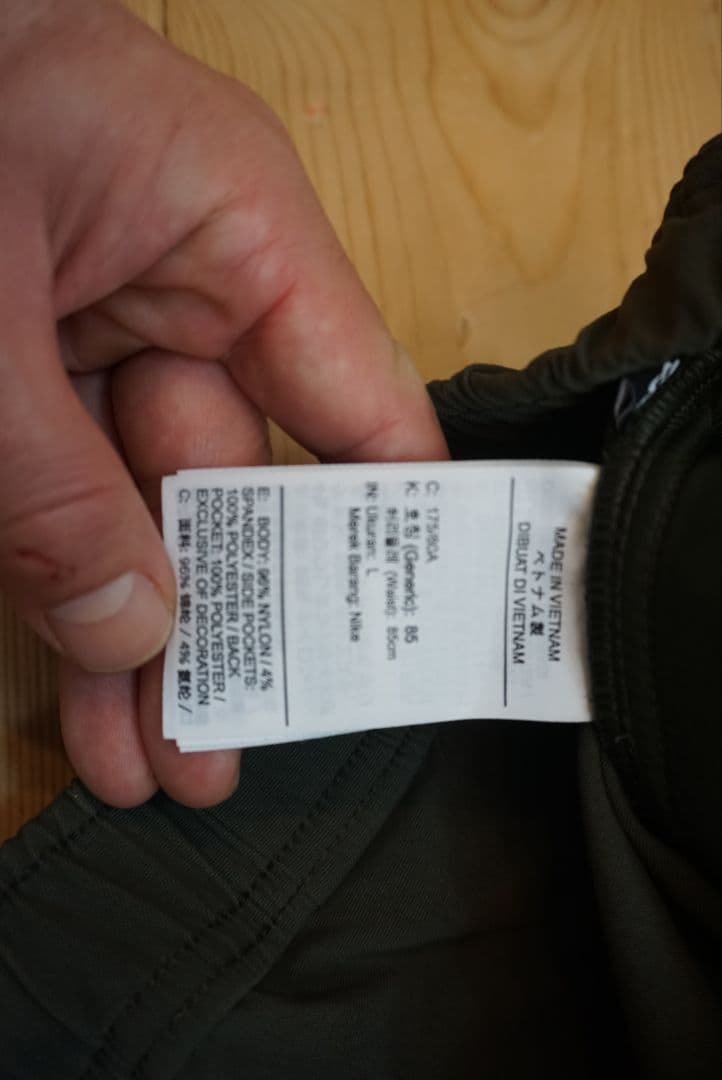 MADE IN VIETNAM
ベトナム製
DIBUAT DI VIETNAM
C: 175/80A
K: 호칭 (Generic): 85
허리둘레 (Waist): 85cm
IN: Ukuran: L
Merek Barang: Nike
E: BODY: 96% NYLON / 4%
SPANDEX / SIDE POCKETS:
100% POLYESTER / BACK
POCKET: 100% POLYESTER /
EXCLUSIVE OF DECORATION
C: 面料: 96% 锦纶 / 4% 氨纶 /